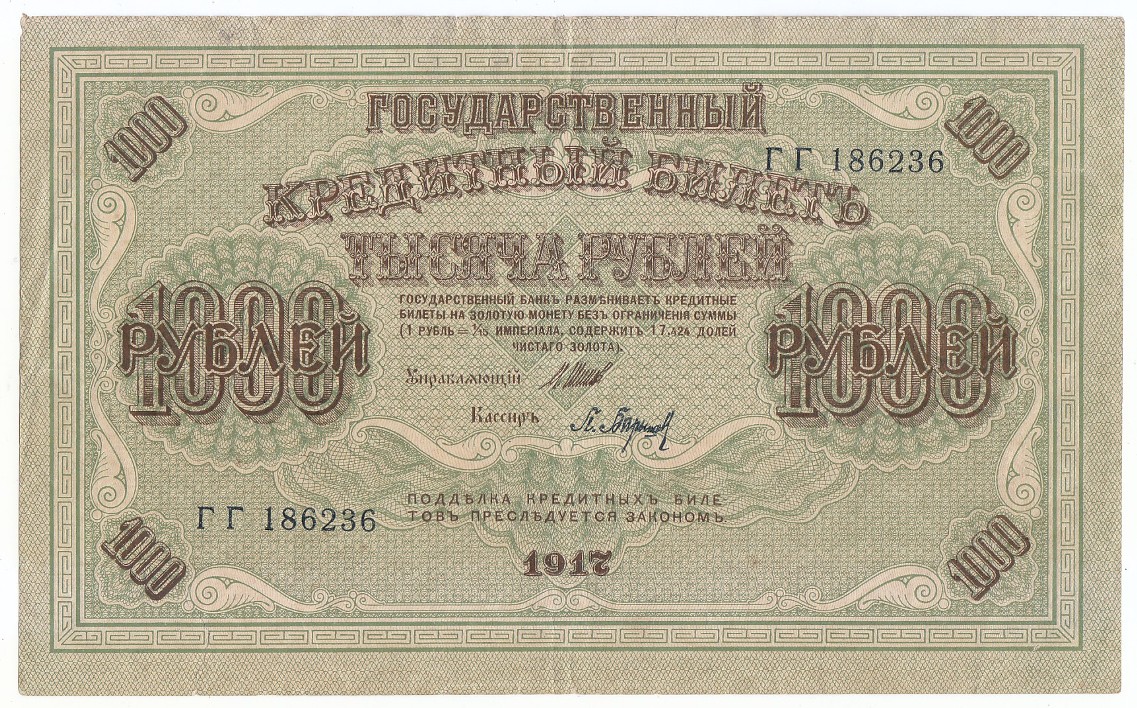 1000
1000
ГОСУДАРСТВЕННЫЙ
ГГ 186236
КРЕДИТНЫЙ БИЛЕТЪ
ТЫСЯЧА РУБЛЕЙ
1000
РУБЛЕЙ
1000
РУБЛЕЙ
ГОСУДАРСТВЕННЫЙ БАНКЪ РАЗМѢНИВАЕТЪ КРЕДИТНЫЕ
БИЛЕТЫ НА ЗОЛОТУЮ МОНЕТУ БЕЗЪ ОГРАНИЧЕНІЯ СУММЫ
(1 РУБЛЬ = 1/15 ИМПЕРІАЛА, СОДЕРЖИТЪ 17.424 ДОЛЕЙ
ЧИСТАГО ЗОЛОТА).
Управляющій
Кассиръ
ПОДДѢЛКА КРЕДИТНЫХЪ БИЛЕ
ТОВЪ ПРЕСЛѢДУЕТСЯ ЗАКОНОМЪ.
ГГ 186236
1917
1000
1000